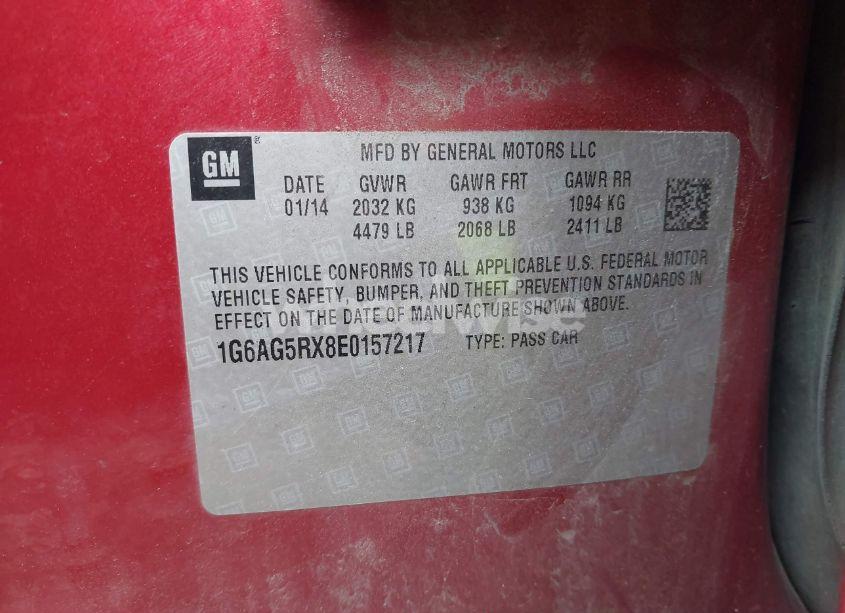 GM ®
MFD BY GENERAL MOTORS LLC
DATE GVWR GAWR FRT GAWR RR
01/14 2032 KG 938 KG 1094 KG
4479 LB 2068 LB 2411 LB
THIS VEHICLE CONFORMS TO ALL APPLICABLE U.S. FEDERAL MOTOR
VEHICLE SAFETY, BUMPER, AND THEFT PREVENTION STANDARDS IN
EFFECT ON THE DATE OF MANUFACTURE SHOWN ABOVE.
1G6AG5RX8E0157217 TYPE: PASS CAR